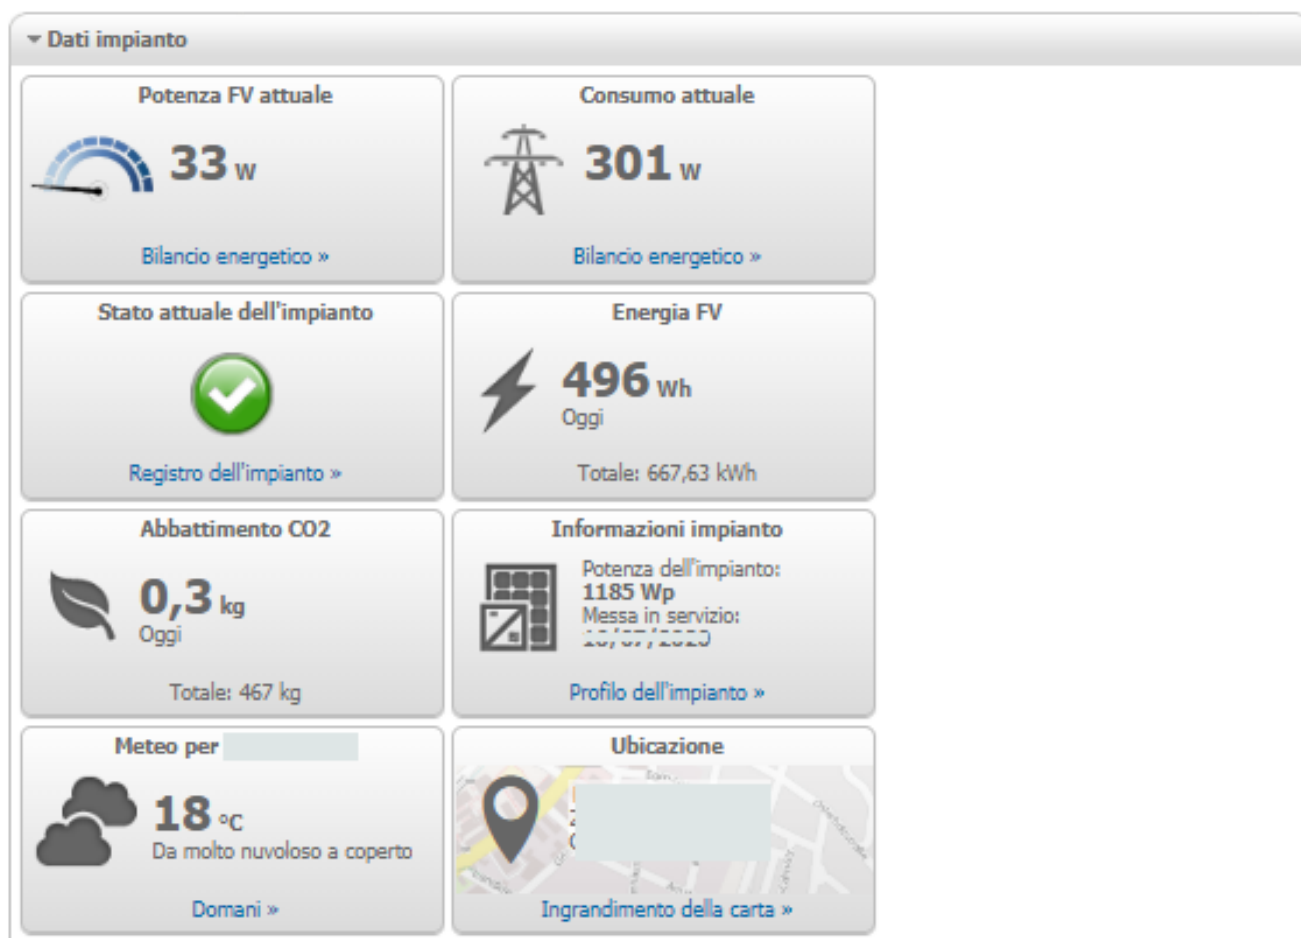 Dati impianto
Potenza FV attuale
33 W
Bilancio energetico »
Consumo attuale
301 W
Bilancio energetico »
Stato attuale dell'impianto
Registro dell'impianto »
Energia FV
496 Wh
Oggi
Totale: 667,63 kWh
Abbattimento CO2
0,3 kg
Oggi
Totale: 467 kg
Informazioni impianto
Potenza dell'impianto:
1185 Wp
Messa in servizio:
Profilo dell'impianto »
Meteo per
18 °C
Da molto nuvoloso a coperto
Domani »
Ubicazione
Ingrandimento della carta »